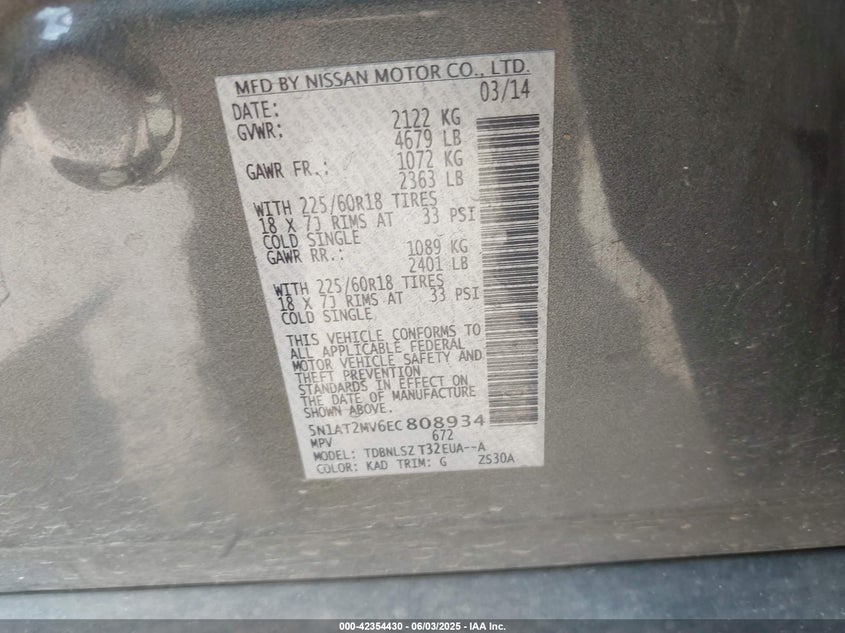 MFD BY NISSAN MOTOR CO., LTD.
DATE: 03/14
GVWR: 2122 KG
4679 LB
GAWR FR.: 1072 KG
2363 LB
WITH 225/60R18 TIRES
18 X 7J RIMS AT 33 PSI
COLD SINGLE
GAWR RR.: 1089 KG
2401 LB
WITH 225/60R18 TIRES
18 X 7J RIMS AT 33 PSI
COLD SINGLE
THIS VEHICLE CONFORMS TO
ALL APPLICABLE FEDERAL
MOTOR VEHICLE SAFETY AND
THEFT PREVENTION
STANDARDS IN EFFECT ON
THE DATE OF MANUFACTURE
SHOWN ABOVE.
5N1AT2MV6EC808934
MPV 672
MODEL: TDBNLSZ T32EUA--A
COLOR: KAD TRIM: G ZS30A
000-42354430 - 06/03/2025 - IAA Inc.